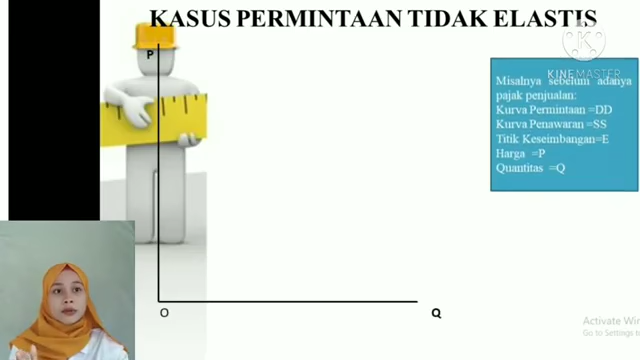 KASUS PERMINTAAN TIDAK ELASTIS
KINEMASTER
P
Misalnya sebelum adanya
pajak penjualan:
Kurva Permintaan =DD
Kurva Penawaran =SS
Titik Keseimbangan=E
Harga =P
Quantitas =Q
O
Q
Activate Win
Go to Settings t